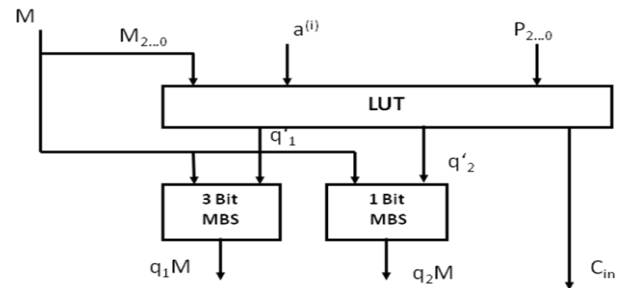 M
M2...0
a(i)
P2...0
LUT
q'1
q'2
3 Bit
MBS
1 Bit
MBS
q1M
q2M
Cin